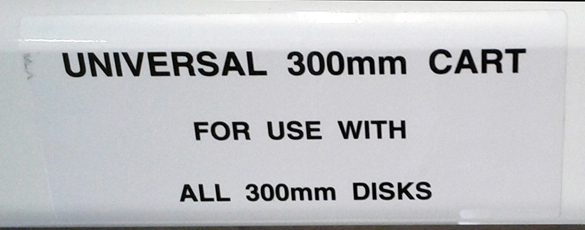 UNIVERSAL 300mm CART
FOR USE WITH
ALL 300mm DISKS